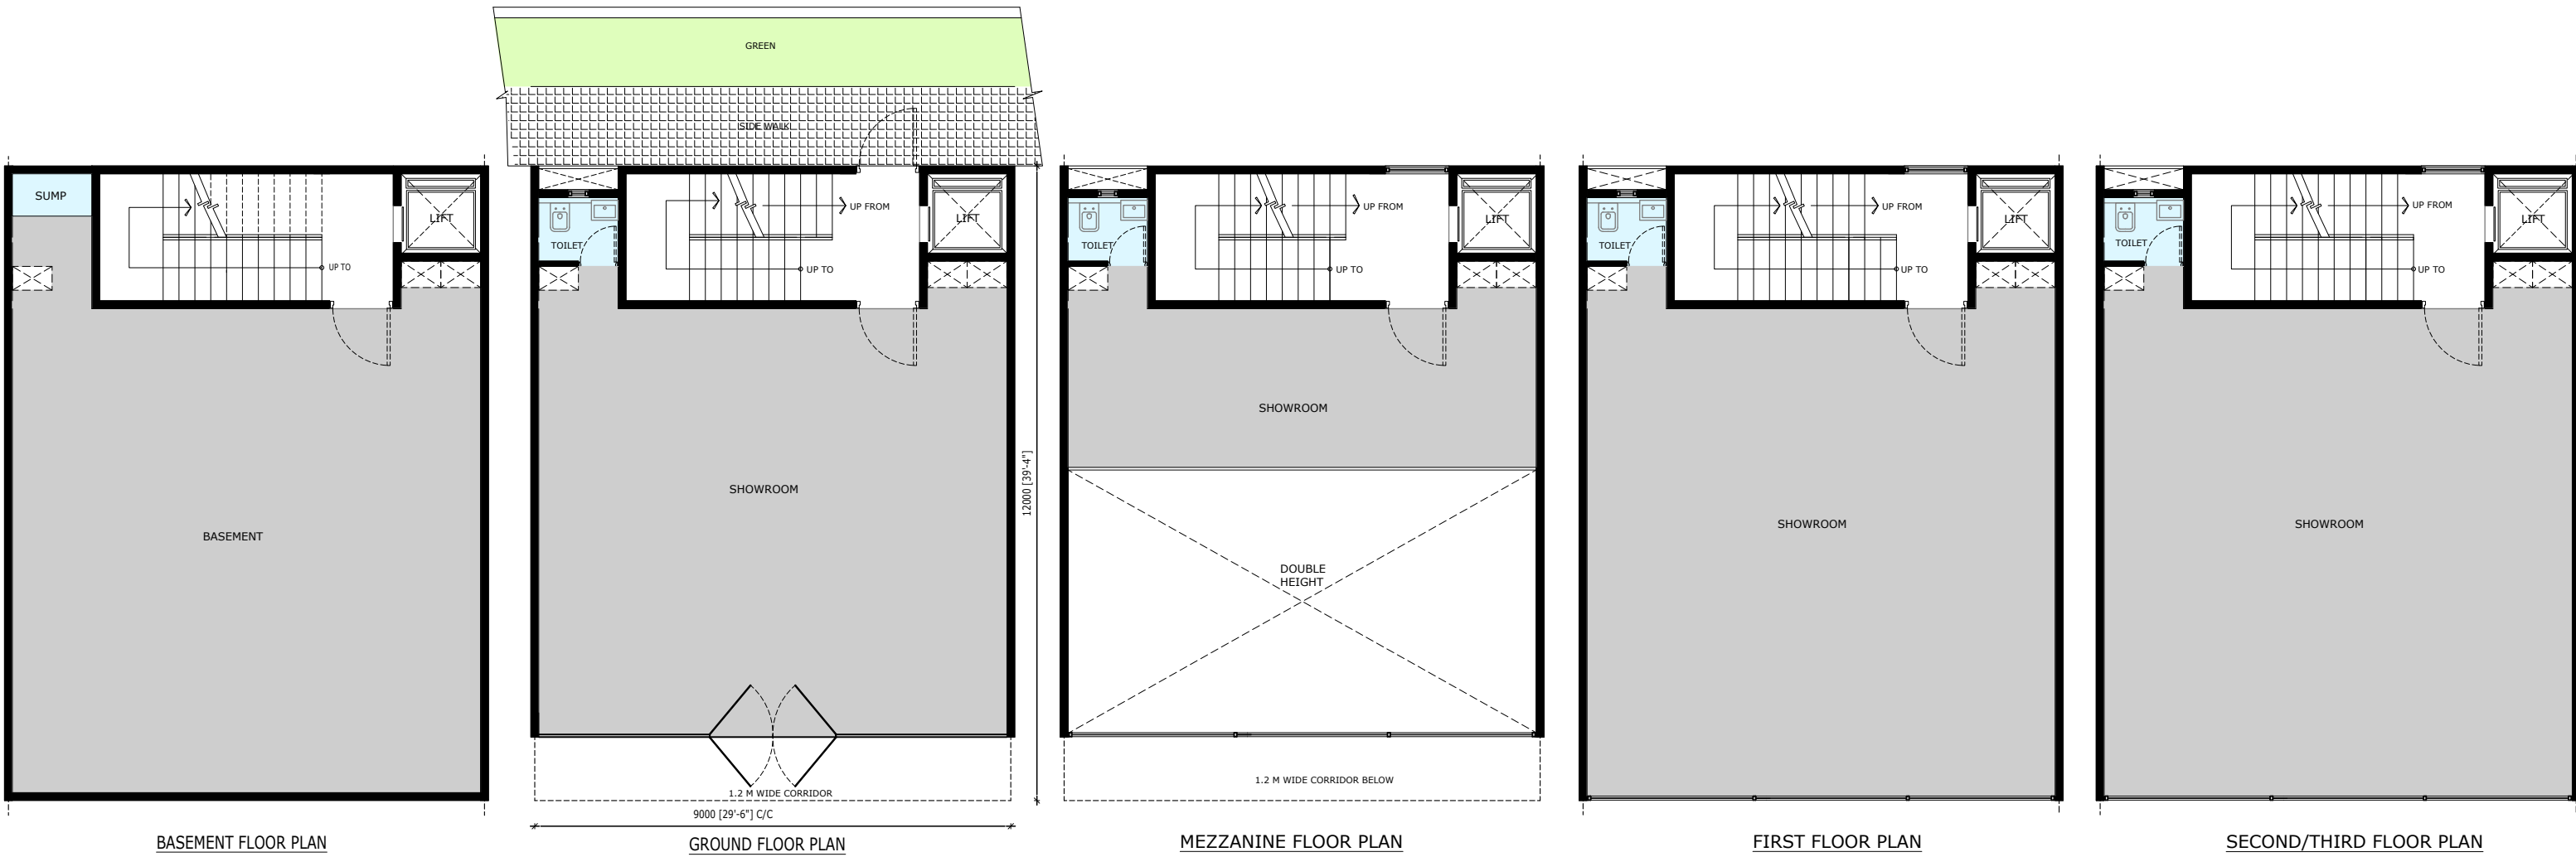 SUMP
LIFT
UP TO
BASEMENT
BASEMENT FLOOR PLAN
GREEN
SIDE WALK
UP FROM
LIFT
TOILET
UP TO
SHOWROOM
12000 [39'-4"]
1.2 M WIDE CORRIDOR
9000 [29'-6"] C/C
GROUND FLOOR PLAN
UP FROM
LIFT
TOILET
UP TO
SHOWROOM
DOUBLE
HEIGHT
1.2 M WIDE CORRIDOR BELOW
MEZZANINE FLOOR PLAN
UP FROM
LIFT
TOILET
UP TO
SHOWROOM
FIRST FLOOR PLAN
UP FROM
LIFT
TOILET
UP TO
SHOWROOM
SECOND/THIRD FLOOR PLAN